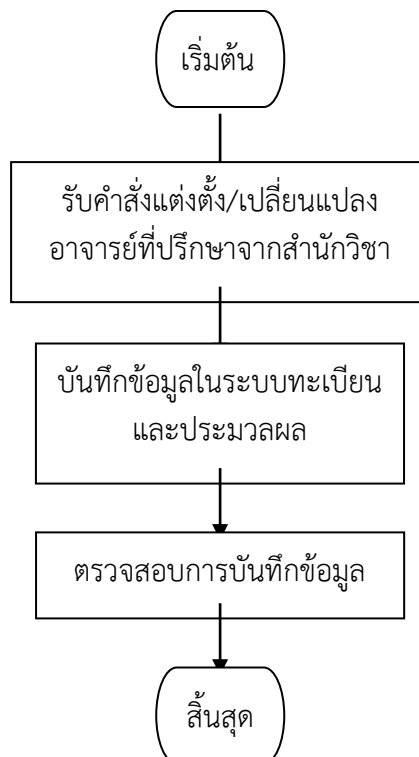 เริ่มต้น
รับคำสั่งแต่งตั้ง/เปลี่ยนแปลง
อาจารย์ที่ปรึกษาจากสำนักวิชา
บันทึกข้อมูลในระบบทะเบียน
และประมวลผล
ตรวจสอบการบันทึกข้อมูล
สิ้นสุด